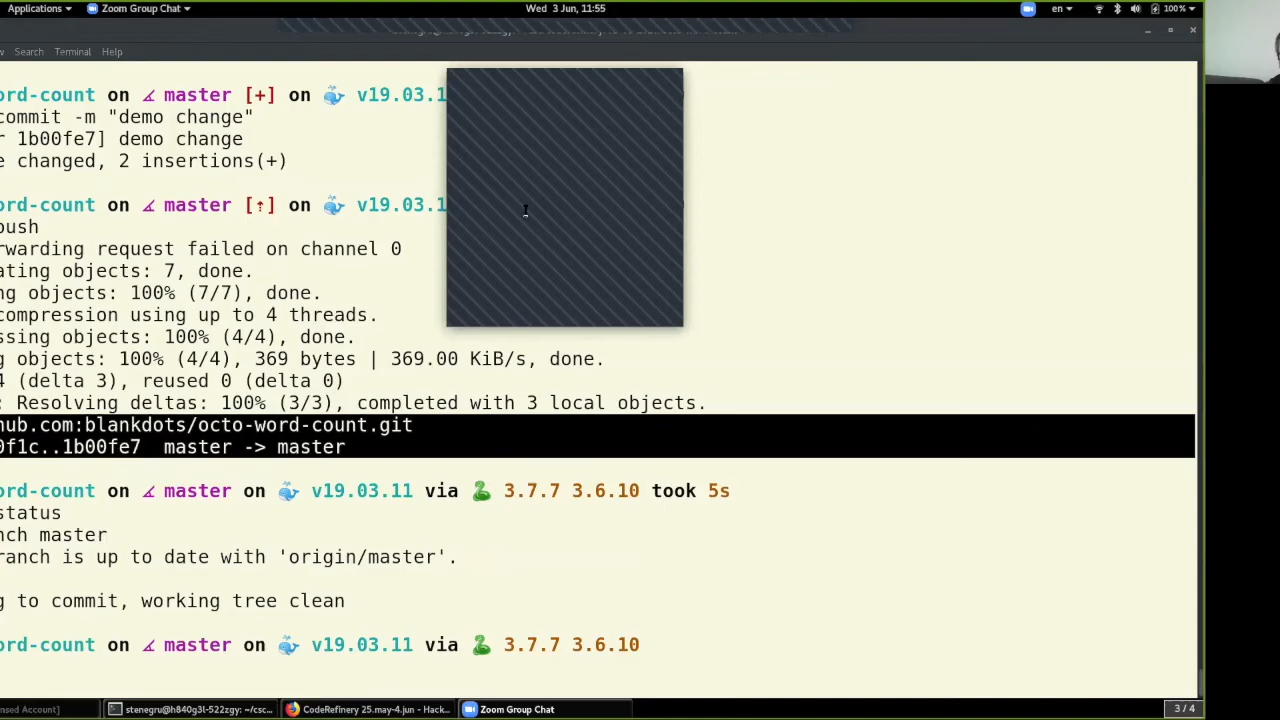 Applications
Zoom Group Chat
Wed 3 Jun, 11:55
en
100%
Search Terminal Help
ord-count on master [+] on v19.03.1
commit -m "demo change"
r 1b00fe7] demo change
e changed, 2 insertions(+)
ord-count on master [↑] on v19.03.1
push
rwarding request failed on channel 0
ating objects: 7, done.
ng objects: 100% (7/7), done.
compression using up to 4 threads.
ssing objects: 100% (4/4), done.
g objects: 100% (4/4), 369 bytes | 369.00 KiB/s, done.
4 (delta 3), reused 0 (delta 0)
: Resolving deltas: 100% (3/3), completed with 3 local objects.
hub.com:blankdots/octo-word-count.git
0f1c..1b00fe7 master -> master
ord-count on master on v19.03.11 via 3.7.7 3.6.10 took 5s
status
nch master
ranch is up to date with 'origin/master'.
g to commit, working tree clean
ord-count on master on v19.03.11 via 3.7.7 3.6.10
nsed Account]
stenegru@h840g3l-522zgy: ~/csc...
CodeRefinery 25.may-4.jun - Hack...
Zoom Group Chat
3 / 4